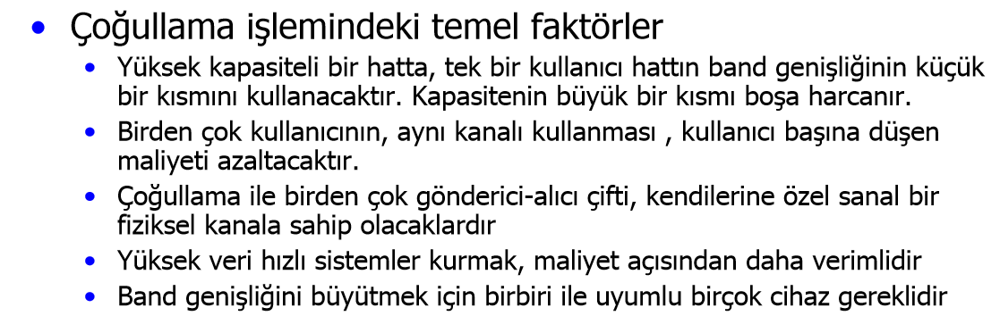 • Çoğullama işlemindeki temel faktörler
• Yüksek kapasiteli bir hatta, tek bir kullanıcı hattın band genişliğinin küçük
bir kısmını kullanacaktır. Kapasitenin büyük bir kısmı boşa harcanır.
• Birden çok kullanıcının, aynı kanalı kullanması , kullanıcı başına düşen
maliyeti azaltacaktır.
• Çoğullama ile birden çok gönderici-alıcı çifti, kendilerine özel sanal bir
fiziksel kanala sahip olacaklardır
• Yüksek veri hızlı sistemler kurmak, maliyet açısından daha verimlidir
• Band genişliğini büyütmek için birbiri ile uyumlu birçok cihaz gereklidir